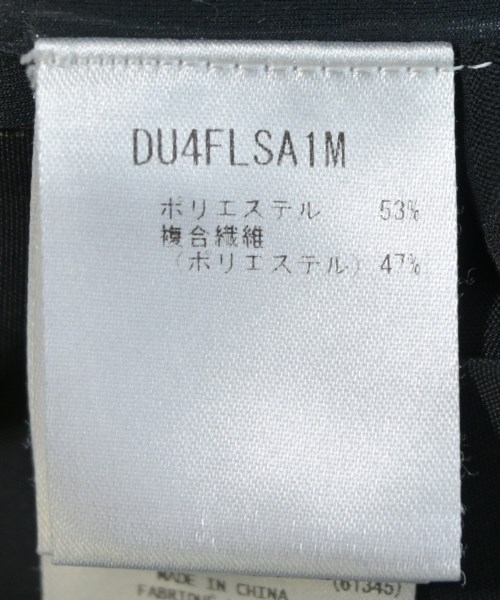 DU4FLSA1M
ポリエステル 53%
複合繊維
(ポリエステル) 47%
MADE IN CHINA (61345)
FABRIQUE